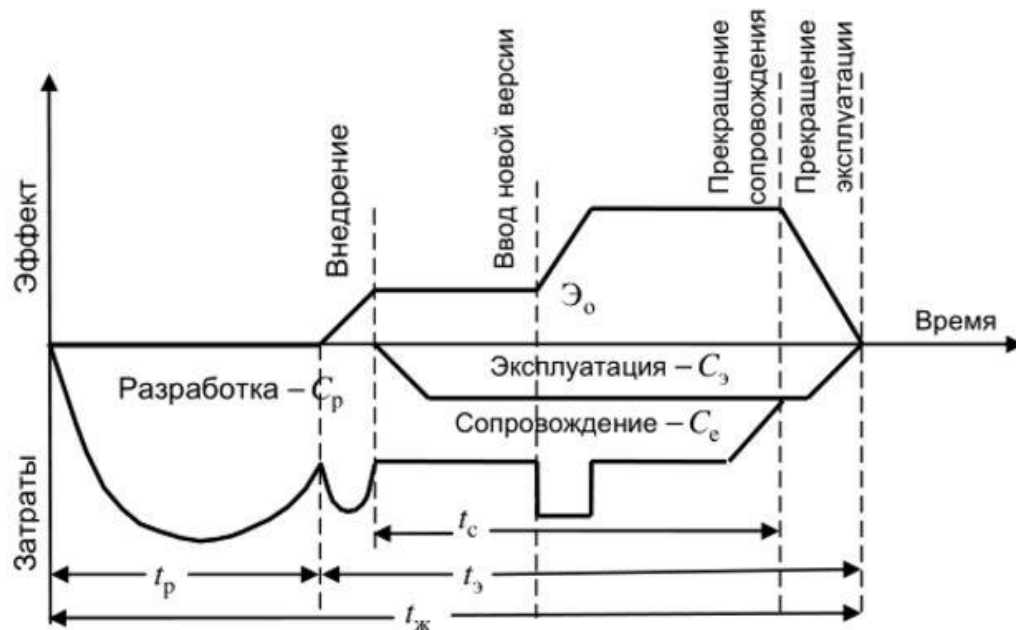 Эффект
Затраты
Внедрение
Ввод новой версии
Прекращение
сопровождения
Прекращение
эксплуатации
Время
Эо
Разработка – Cр
Эксплуатация – Cэ
Сопровождение – Cе
tс
tр
tэ
tж